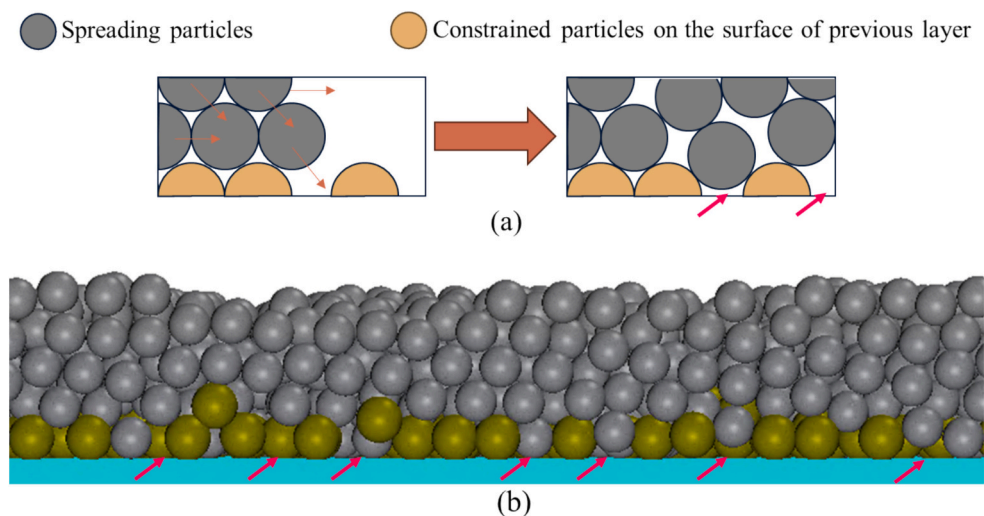 Spreading particles
Constrained particles on the surface of previous layer
(a)
(b)